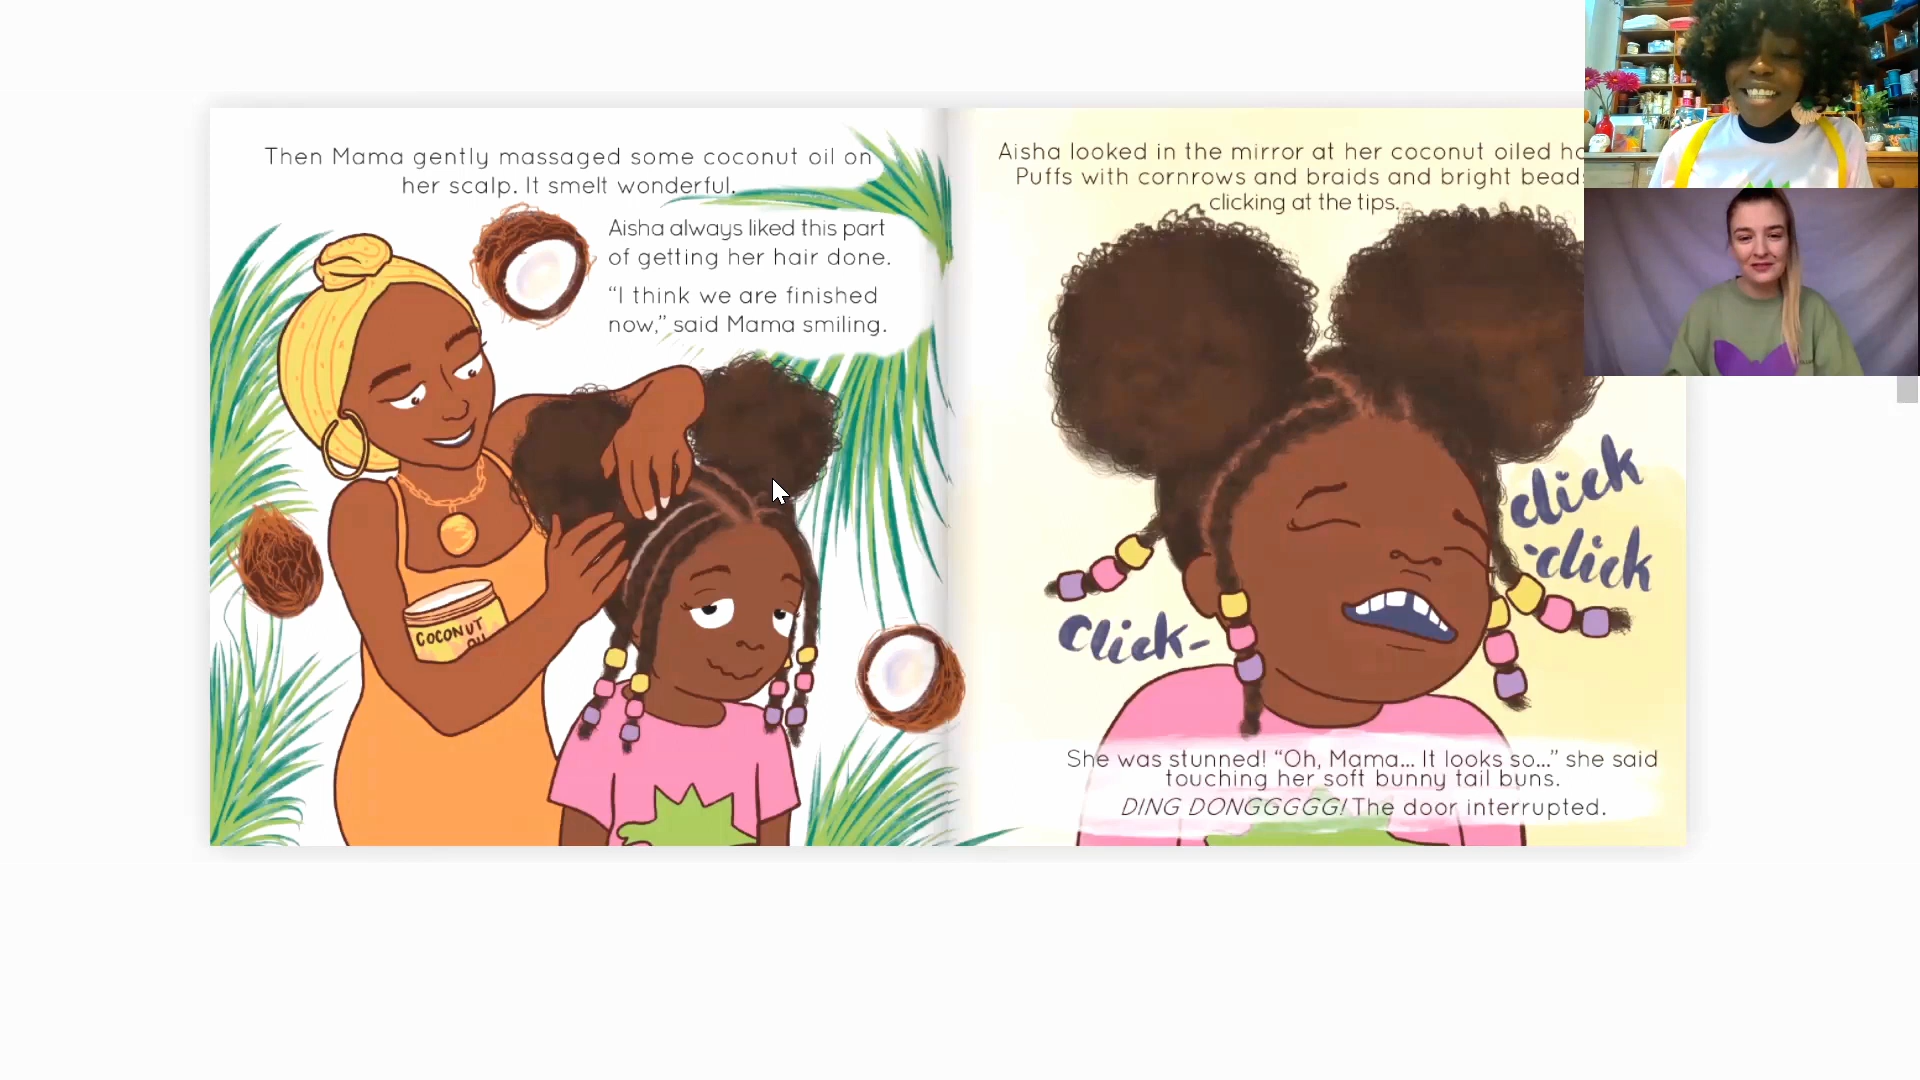 Then Mama gently massaged some coconut oil on
her scalp. It smelt wonderful.
Aisha always liked this part
of getting her hair done.
“I think we are finished
now,” said Mama smiling.
COCONUT
OIL
Aisha looked in the mirror at her coconut oiled
Puffs with cornrows and braids and bright beads
clicking at the tips.
click
-click
Click-
She was stunned! “Oh, Mama... It looks so...” she said
touching her soft bunny tail buns.
DING DONGGGGG! The door interrupted.